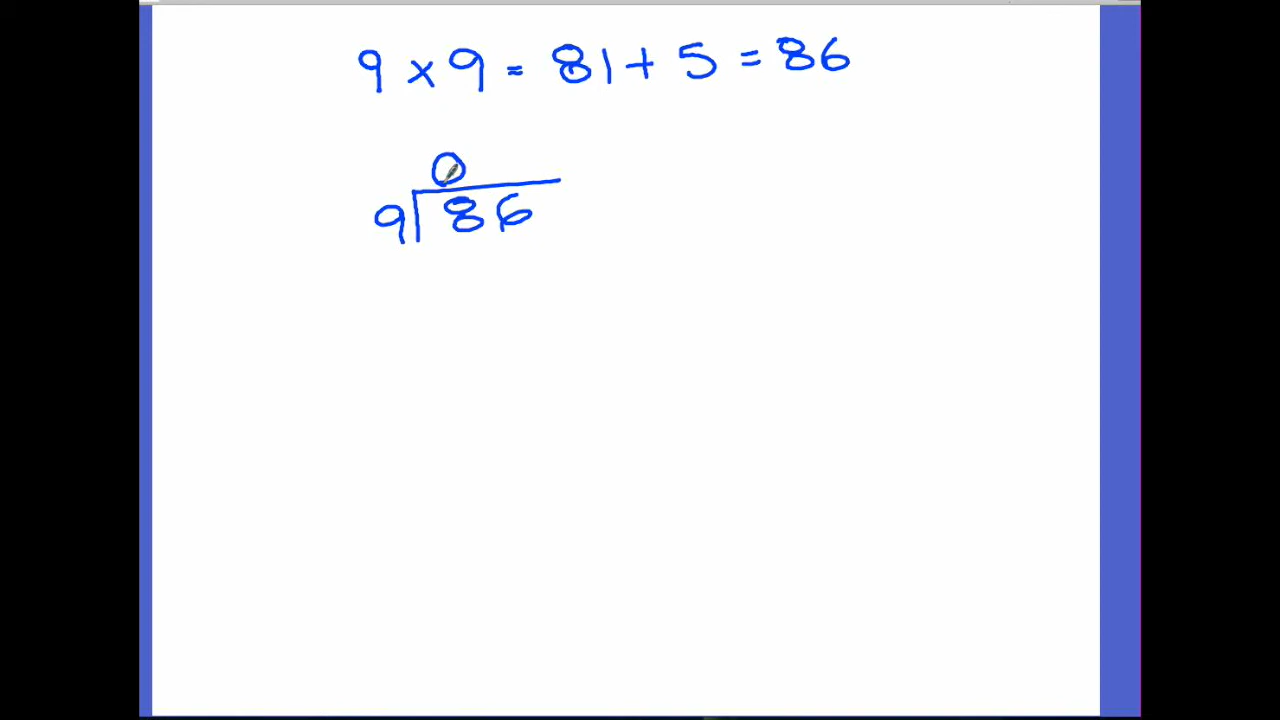 9 × 9 = 81 + 5 = 86
0
9 86